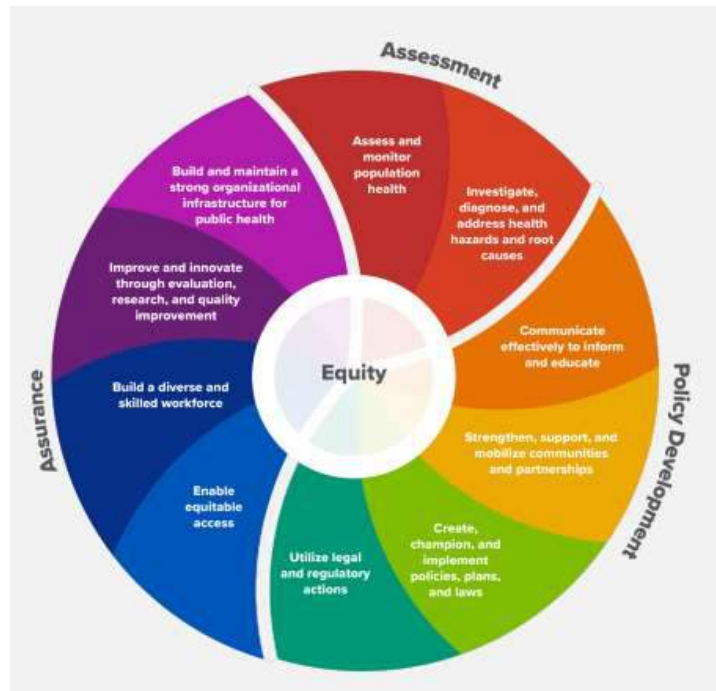 Assessment
Assess and
monitor
population
health
Investigate,
diagnose, and
address health
hazards and root
causes
Communicate
effectively to inform
and educate
Strengthen, support, and
mobilize communities
and partnerships
Create,
champion, and
implement
policies, plans,
and laws
Utilize legal
and regulatory
actions
Policy Development
Enable
equitable
access
Build a diverse and
skilled workforce
Improve and innovate
through evaluation,
research, and quality
improvement
Build and maintain a
strong organizational
infrastructure for
public health
Assurance
Equity